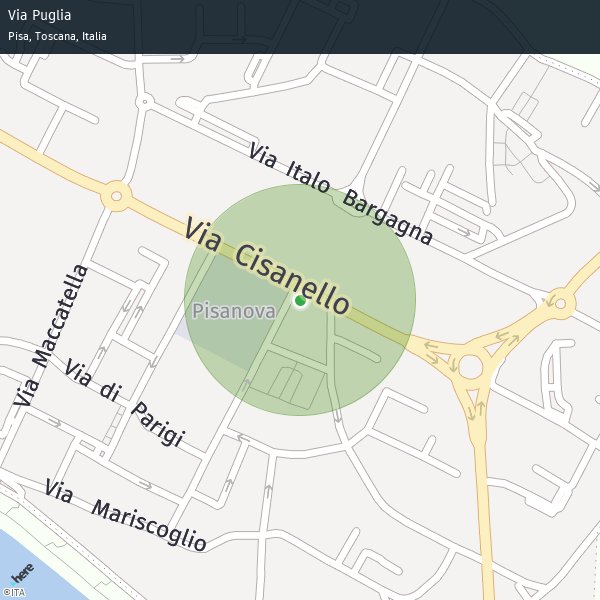 Via Puglia
Pisa, Toscana, Italia
Via Italo Bargagna
Via Cisanello
Pisanova
Via Maccatella
Via di Parigi
Via Mariscoglio
here
©ITA